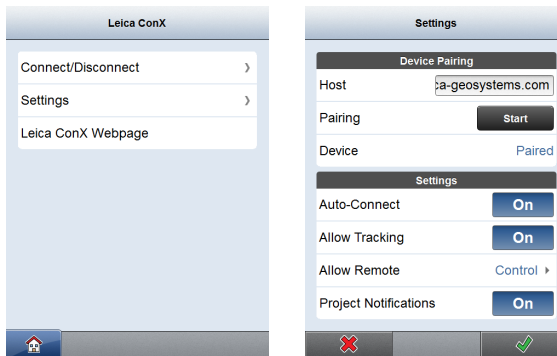 Leica ConX
Connect/Disconnect
Settings
Leica ConX Webpage
Settings
Device Pairing
Host ca-geosystems.com
Pairing Start
Device Paired
Settings
Auto-Connect On
Allow Tracking On
Allow Remote Control
Project Notifications On